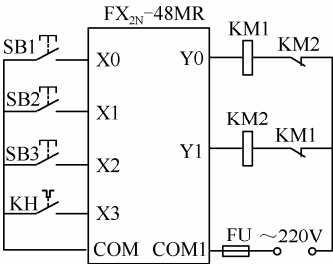 FX2N-48MR
SB1 X0 Y0 KM1 KM2
SB2 X1
SB3 X2 Y1 KM2 KM1
KH X3
COM COM1 FU ~220V